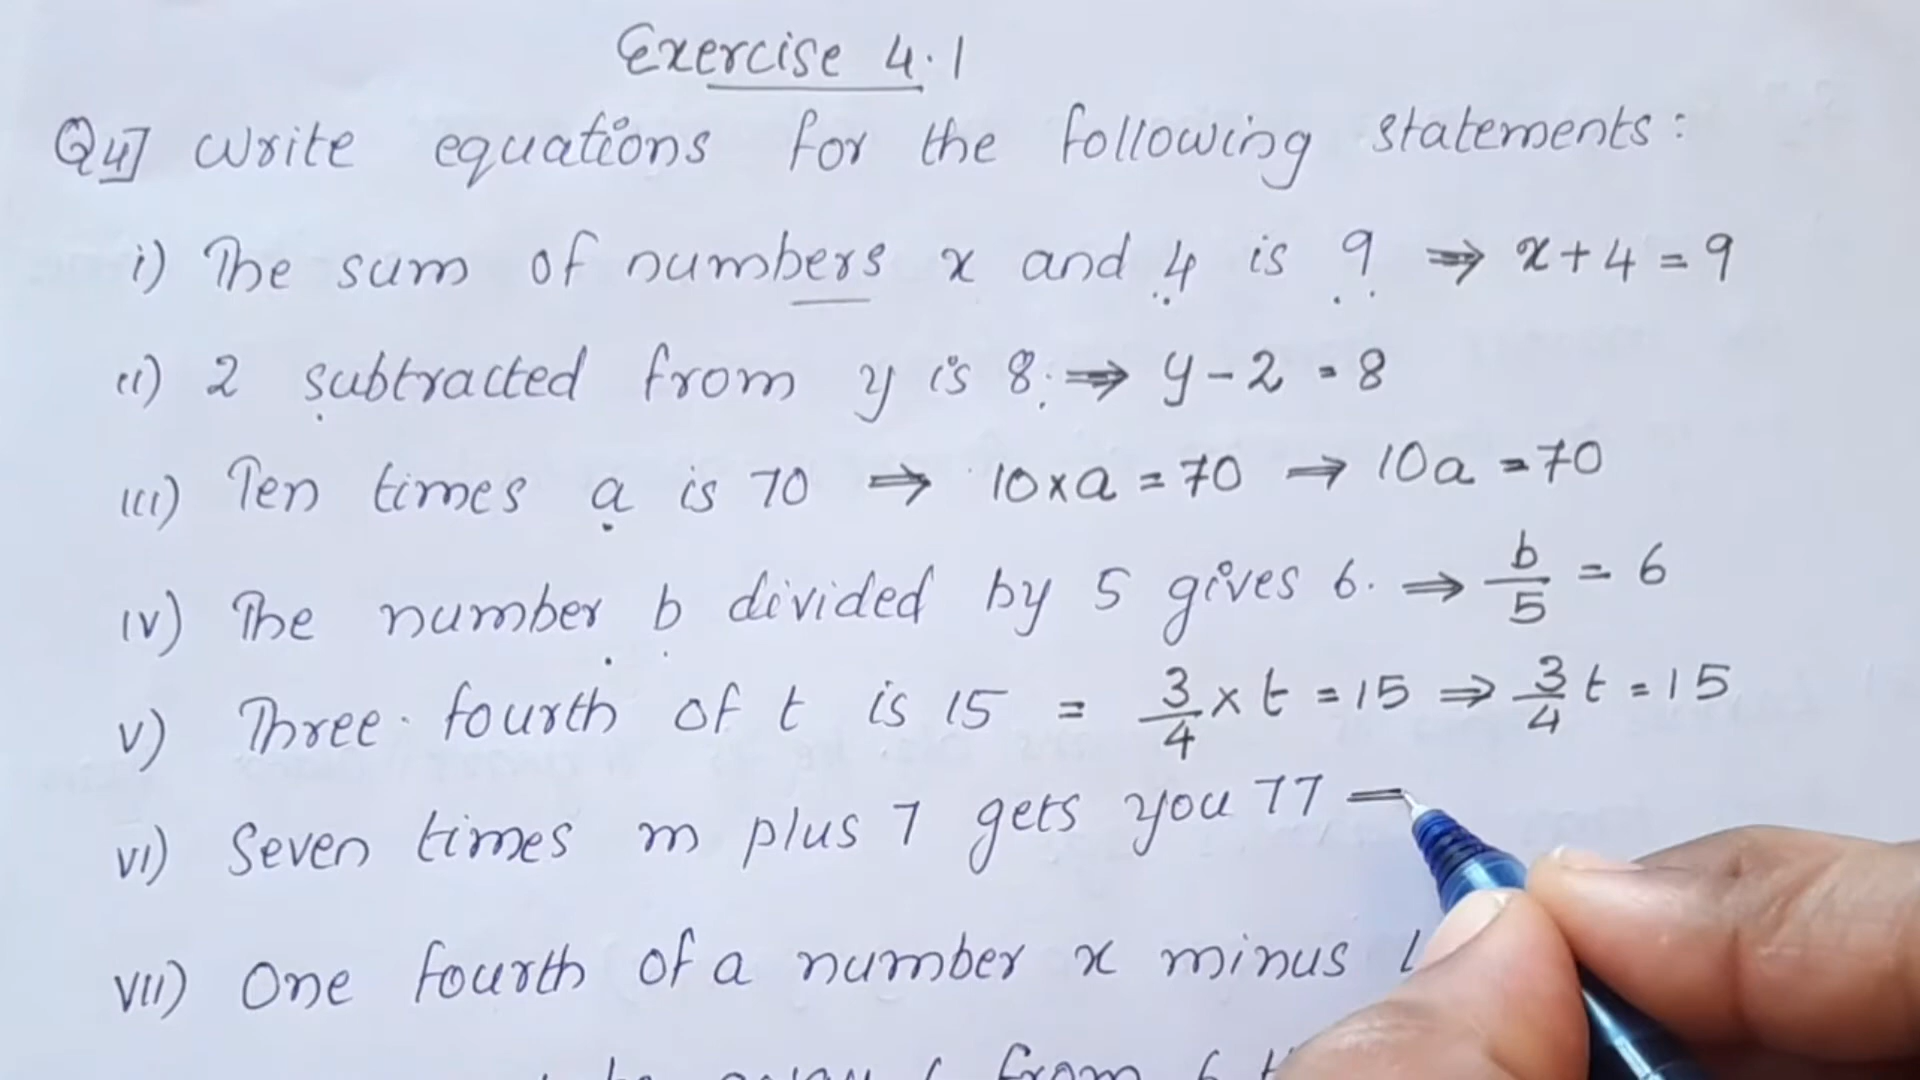 Exercise 4.1
Q4] Write equations for the following statements:
i) The sum of numbers x and 4 is 9 ⇒ x + 4 = 9
ii) 2 subtracted from y is 8. ⇒ y - 2 = 8
iii) Ten times a is 70 ⇒ 10 x a = 70 ⇒ 10a = 70
iv) The number b divided by 5 gives 6. ⇒ b/5 = 6
v) Three fourth of t is 15 = 3/4 x t = 15 ⇒ 3/4 t = 15
vi) Seven times m plus 7 gets you 77 =
vii) One fourth of a number x minus
from 6